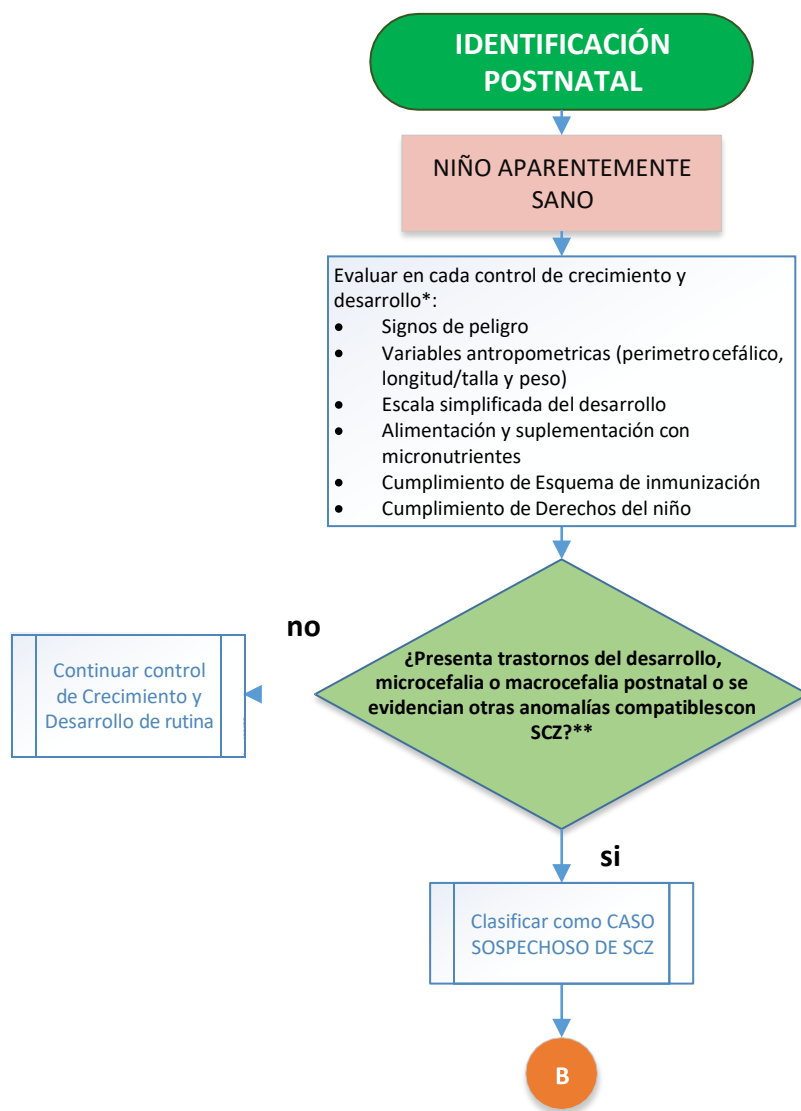 IDENTIFICACIÓN
POSTNATAL
NIÑO APARENTEMENTE
SANO
Evaluar en cada control de crecimiento y
desarrollo*:
• Signos de peligro
• Variables antropometricas (perimetro cefálico,
longitud/talla y peso)
• Escala simplificada del desarrollo
• Alimentación y suplementación con
micronutrientes
• Cumplimiento de Esquema de inmunización
• Cumplimiento de Derechos del niño
no
¿Presenta trastornos del desarrollo,
microcefalia o macrocefalia postnatal o se
evidencian otras anomalías compatibles con
SCZ?**
Continuar control
de Crecimiento y
Desarrollo de rutina
si
Clasificar como CASO
SOSPECHOSO DE SCZ
B